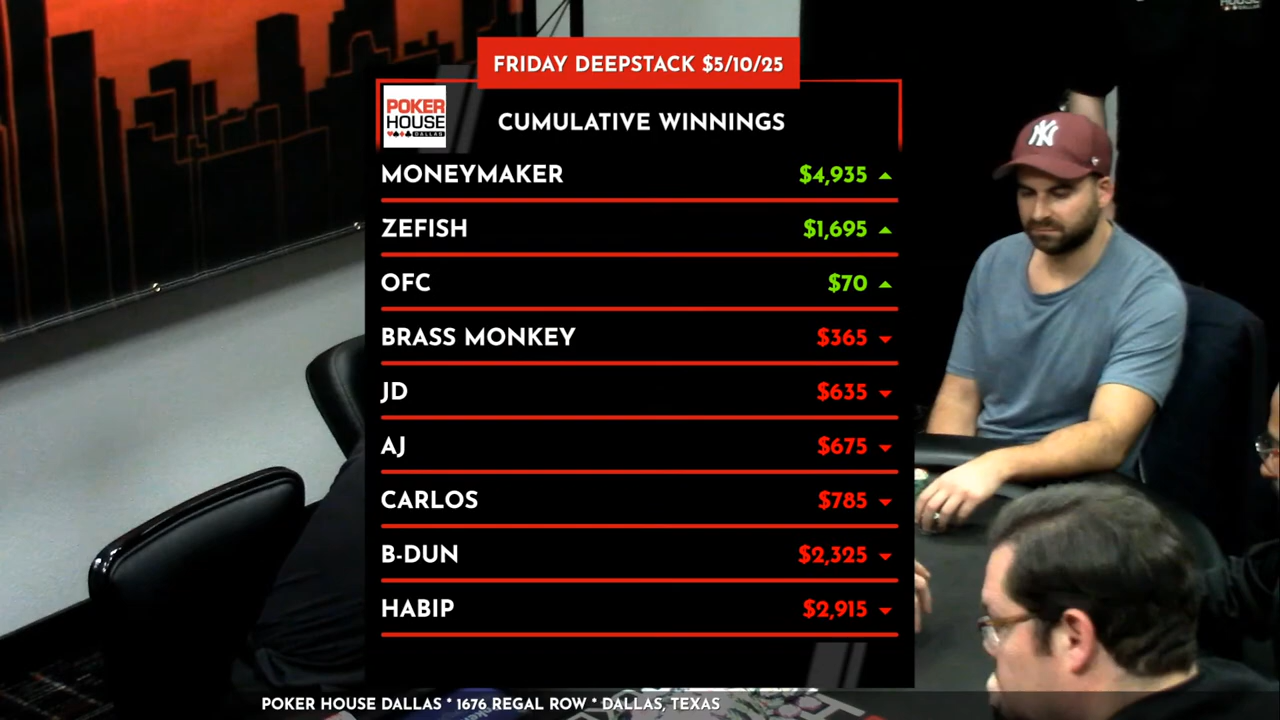 FRIDAY DEEPSTACK $5/10/25
POKER
HOUSE
DALLAS
CUMULATIVE WINNINGS
MONEYMAKER $4,935
ZEFISH $1,695
OFC $70
BRASS MONKEY $365
JD $635
AJ $675
CARLOS $785
B-DUN $2,325
HABIP $2,915
NY
HOUSE
POKER HOUSE DALLAS * 1676 REGAL ROW * DALLAS, TEXAS